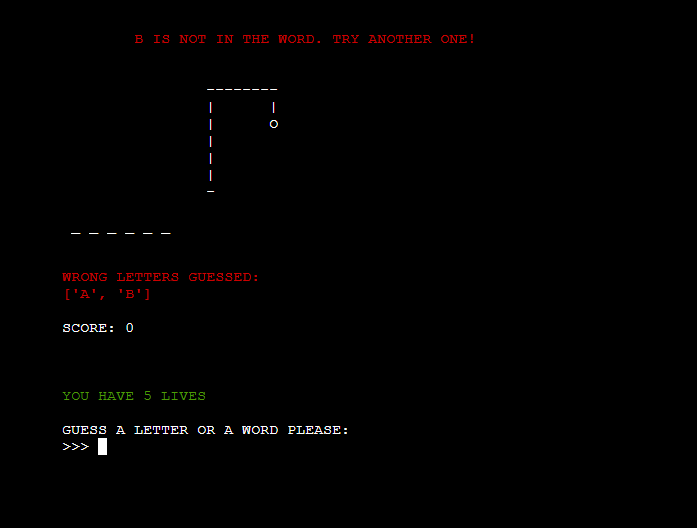 B IS NOT IN THE WORD. TRY ANOTHER ONE!
--------
|      |
|      O
|
|
|
-
_ _ _ _ _ _
WRONG LETTERS GUESSED:
['A', 'B']
SCORE: 0
YOU HAVE 5 LIVES
GUESS A LETTER OR A WORD PLEASE:
>>>